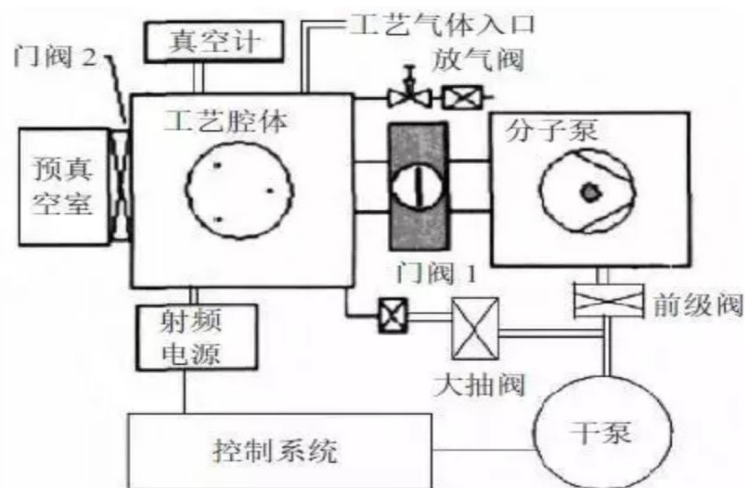 工艺气体入口
真空计
放气阀
门阀 2
工艺腔体
分子泵
预真
空室
门阀 1
前级阀
射频
电源
大抽阀
干泵
控制系统